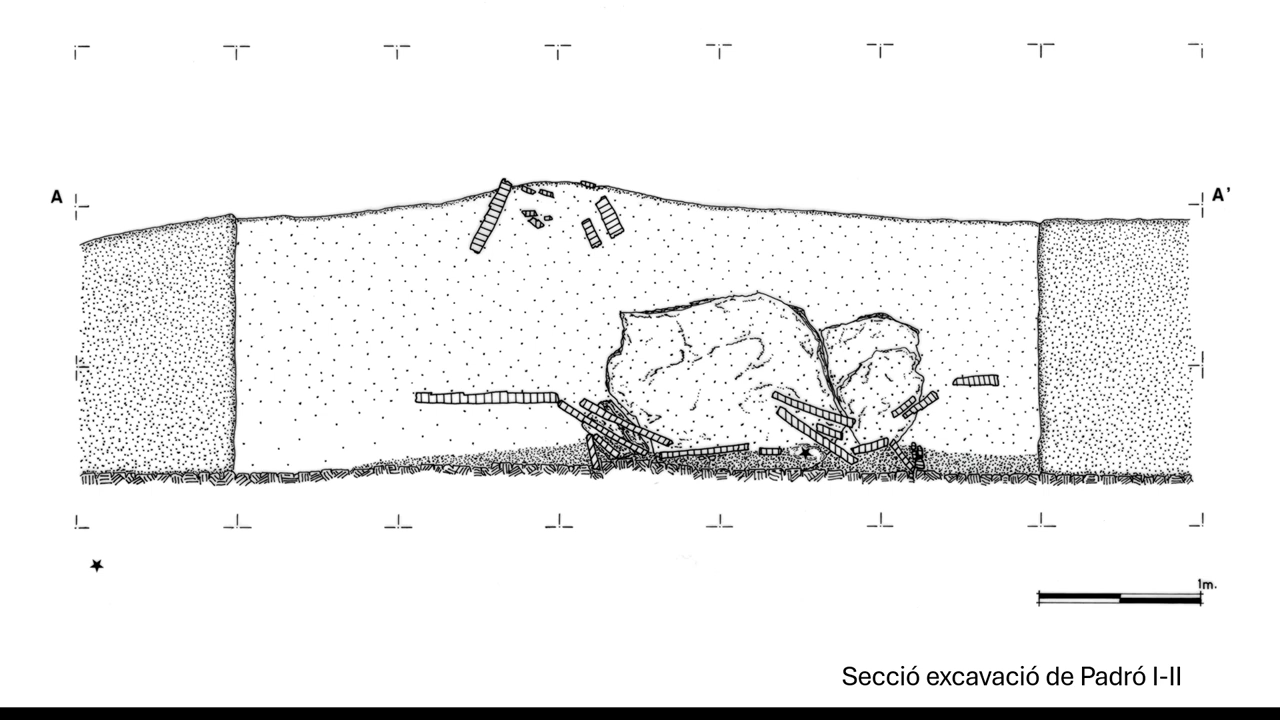 A
A'
1m.
Secció excavació de Padró I-II